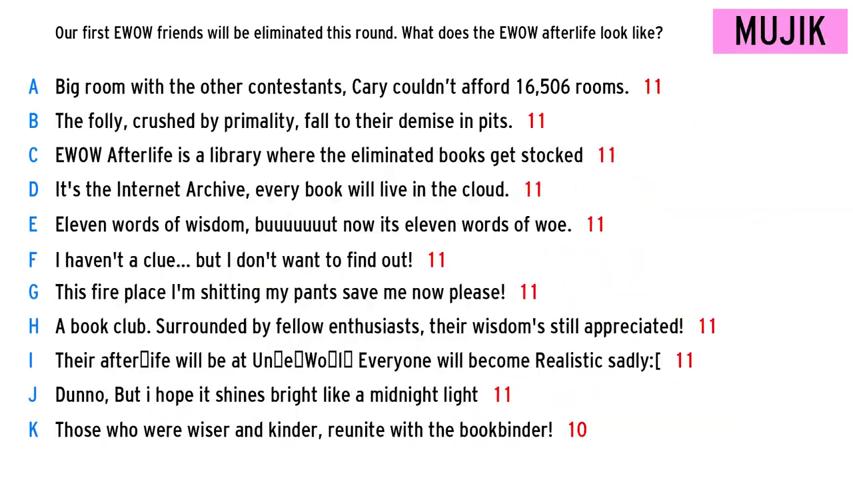 Our first EWOW friends will be eliminated this round. What does the EWOW afterlife look like?
MUJIK
A Big room with the other contestants, Cary couldn’t afford 16,506 rooms. 11
B The folly, crushed by primality, fall to their demise in pits. 11
C EWOW Afterlife is a library where the eliminated books get stocked 11
D It's the Internet Archive, every book will live in the cloud. 11
E Eleven words of wisdom, buuuuuuut now its eleven words of woe. 11
F I haven't a clue... but I don't want to find out! 11
G This fire place I'm shitting my pants save me now please! 11
H A book club. Surrounded by fellow enthusiasts, their wisdom's still appreciated! 11
I Their after▯ife will be at Un▯e▯Wo▯l▯ Everyone will become Realistic sadly:[ 11
J Dunno, But i hope it shines bright like a midnight light 11
K Those who were wiser and kinder, reunite with the bookbinder! 10